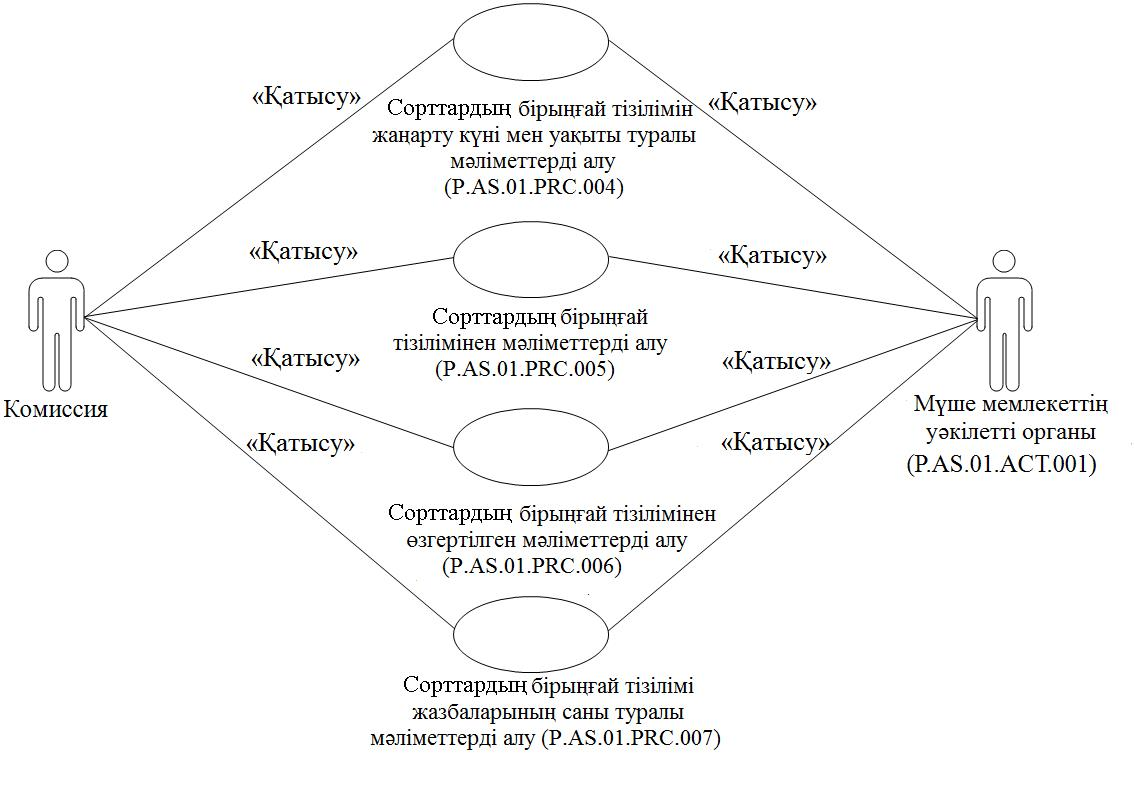 «Қатысу»
«Қатысу»
Сорттардың бірыңғай тізілімін
жаңарту күні мен уақыты туралы
мәліметтерді алу
(P.AS.01.PRC.004)
«Қатысу»
«Қатысу»
Сорттардың бірыңғай
тізілімінен мәліметтерді алу
(P.AS.01.PRC.005)
«Қатысу»
«Қатысу»
Комиссия
Мүше мемлекеттің
уәкілетті органы
(P.AS.01.ACT.001)
«Қатысу»
«Қатысу»
Сорттардың бірыңғай тізілімінен
өзгертілген мәліметтерді алу
(P.AS.01.PRC.006)
Сорттардың бірыңғай тізілімі
жазбаларының саны туралы
мәліметтерді алу (P.AS.01.PRC.007)